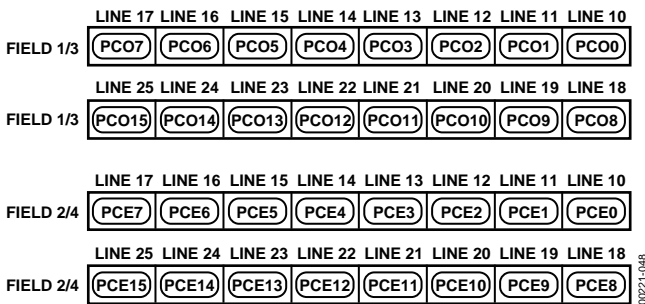 LINE 17 LINE 16 LINE 15 LINE 14 LINE 13 LINE 12 LINE 11 LINE 10
FIELD 1/3 PCO7 PCO6 PCO5 PCO4 PCO3 PCO2 PCO1 PCO0
LINE 25 LINE 24 LINE 23 LINE 22 LINE 21 LINE 20 LINE 19 LINE 18
FIELD 1/3 PCO15 PCO14 PCO13 PCO12 PCO11 PCO10 PCO9 PCO8
LINE 17 LINE 16 LINE 15 LINE 14 LINE 13 LINE 12 LINE 11 LINE 10
FIELD 2/4 PCE7 PCE6 PCE5 PCE4 PCE3 PCE2 PCE1 PCE0
LINE 25 LINE 24 LINE 23 LINE 22 LINE 21 LINE 20 LINE 19 LINE 18
FIELD 2/4 PCE15 PCE14 PCE13 PCE12 PCE11 PCE10 PCE9 PCE8
00221-048